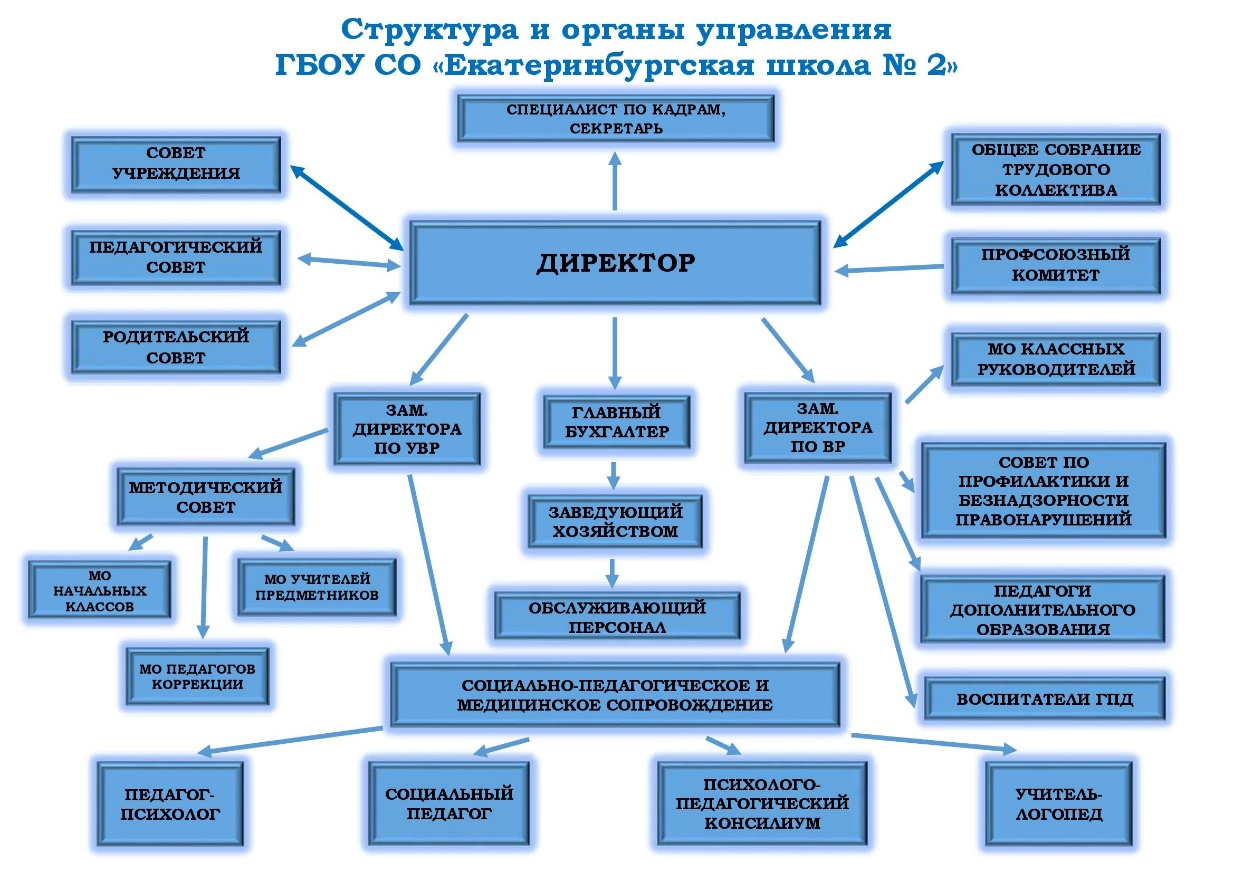 Структура и органы управления
ГБОУ СО «Екатеринбургская школа № 2»
СПЕЦИАЛИСТ ПО КАДРАМ,
СЕКРЕТАРЬ
СОВЕТ
УЧРЕЖДЕНИЯ
ОБЩЕЕ СОБРАНИЕ
ТРУДОВОГО
КОЛЛЕКТИВА
ПЕДАГОГИЧЕСКИЙ
СОВЕТ
ДИРЕКТОР
ПРОФСОЮЗНЫЙ
КОМИТЕТ
РОДИТЕЛЬСКИЙ
СОВЕТ
МО КЛАССНЫХ
РУКОВОДИТЕЛЕЙ
ЗАМ.
ДИРЕКТОРА
ПО УВР
ГЛАВНЫЙ
БУХГАЛТЕР
ЗАМ.
ДИРЕКТОРА
ПО ВР
СОВЕТ ПО
ПРОФИЛАКТИКИ И
БЕЗНАДЗОРНОСТИ
ПРАВОНАРУШЕНИЙ
МЕТОДИЧЕСКИЙ
СОВЕТ
ЗАВЕДУЮЩИЙ
ХОЗЯЙСТВОМ
МО
НАЧАЛЬНЫХ
КЛАССОВ
МО УЧИТЕЛЕЙ
ПРЕДМЕТНИКОВ
ОБСЛУЖИВАЮЩИЙ
ПЕРСОНАЛ
ПЕДАГОГИ
ДОПОЛНИТЕЛЬНОГО
ОБРАЗОВАНИЯ
МО ПЕДАГОГОВ
КОРРЕКЦИИ
СОЦИАЛЬНО-ПЕДАГОГИЧЕСКОЕ И
МЕДИЦИНСКОЕ СОПРОВОЖДЕНИЕ
ВОСПИТАТЕЛИ ГПД
ПЕДАГОГ-
ПСИХОЛОГ
СОЦИАЛЬНЫЙ
ПЕДАГОГ
ПСИХОЛОГО-
ПЕДАГОГИЧЕСКИЙ
КОНСИЛИУМ
УЧИТЕЛЬ-
ЛОГОПЕД